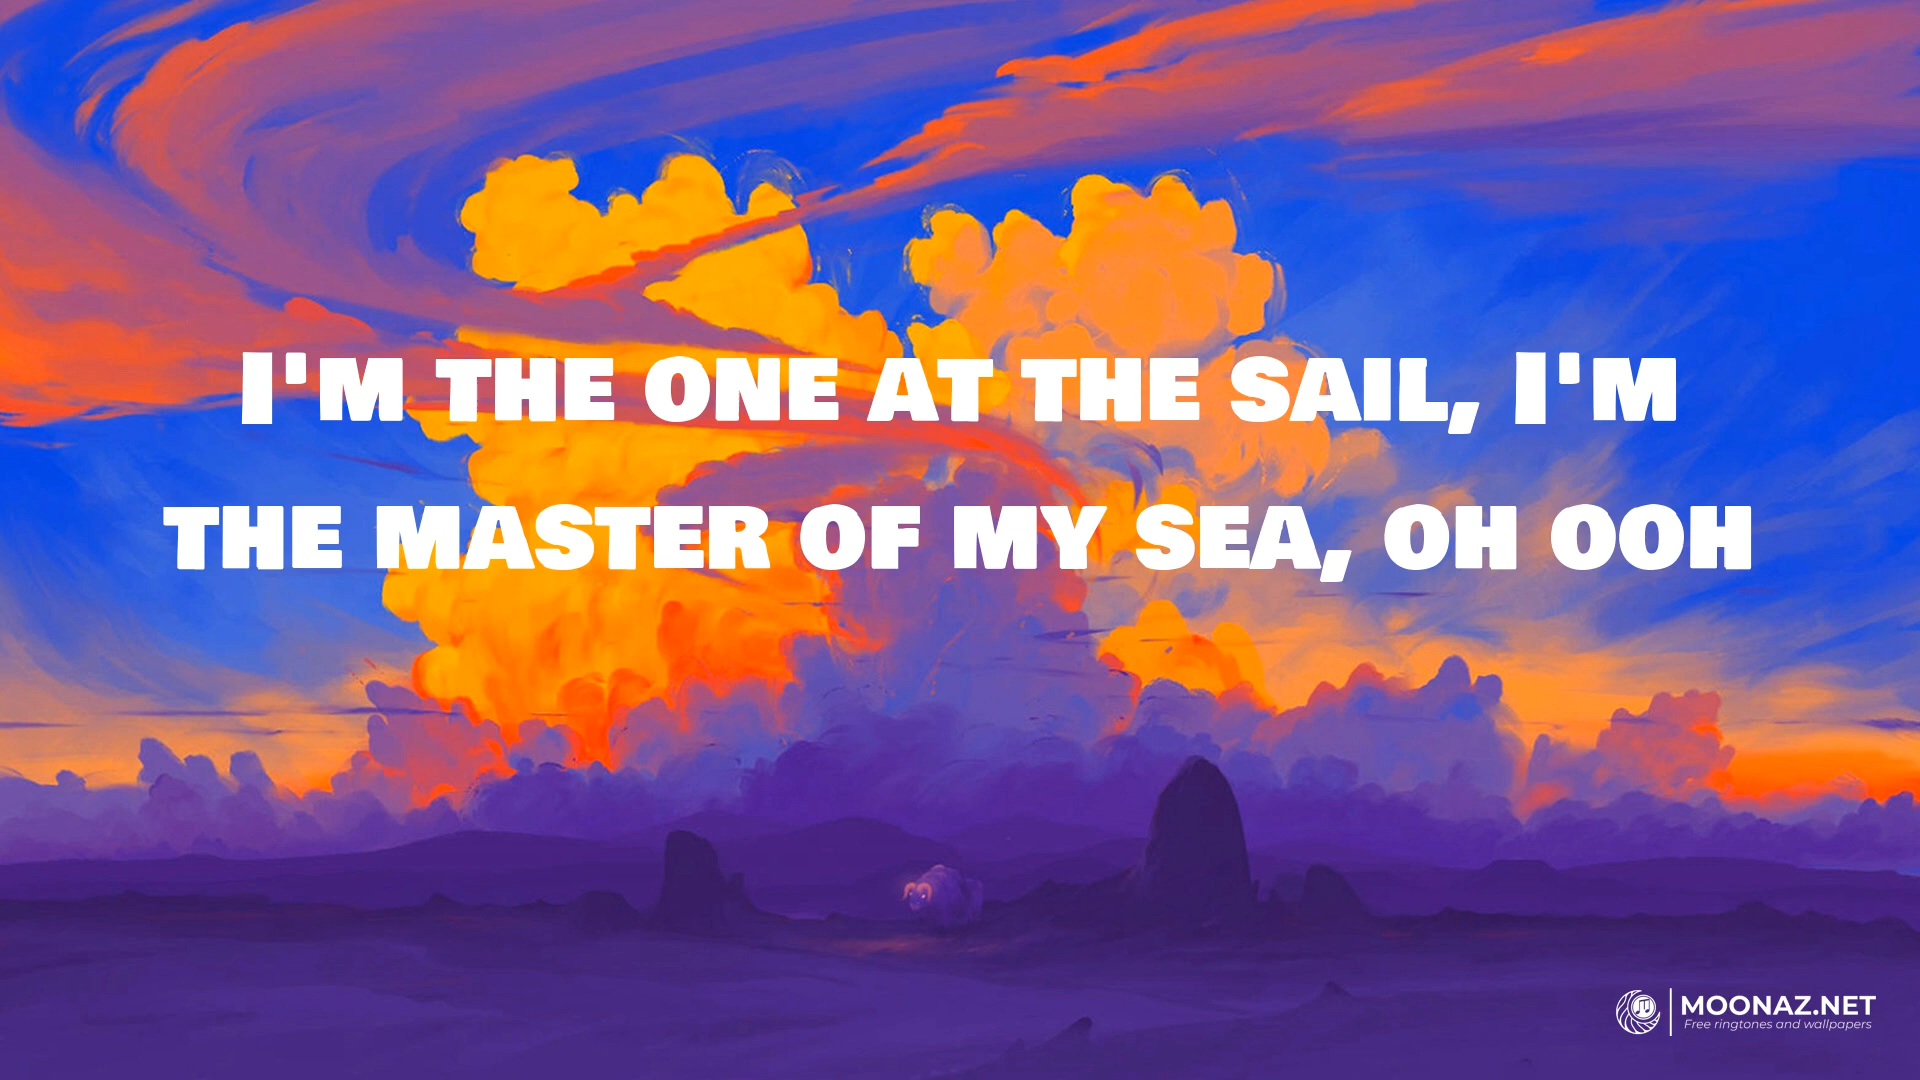 I'm the one at the sail, I'm
the master of my sea, oh ooh
MOONAZ.NET
Free ringtones and wallpapers